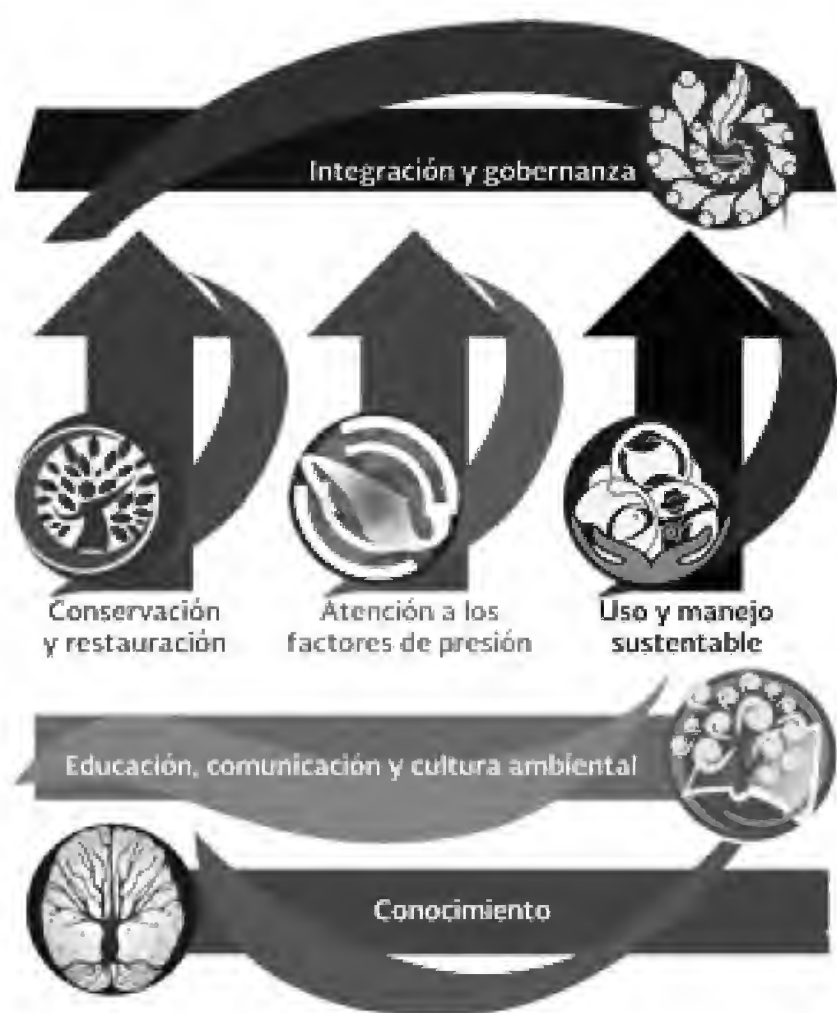 Integración y gobernanza
Conservación
y restauración
Atención a los
factores de presión
Uso y manejo
sustentable
Educación, comunicación y cultura ambiental
Conocimiento